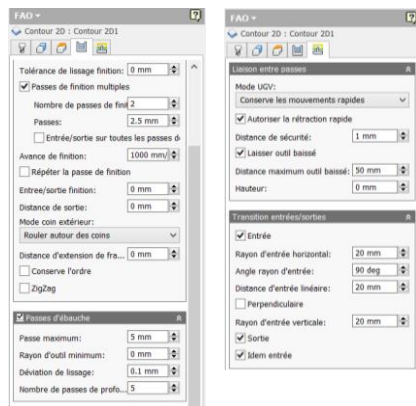 FAO
Contour 2D : Contour 2D1
Tolérance de lissage finition: 0 mm
Passes de finition multiples
Nombre de passes de finit 2
Passes: 2.5 mm
Entrée/sortie sur toutes les passes d
Avance de finition: 1000 mm/
Répéter la passe de finition
Entree/sortie finition: 0 mm
Distance de sortie: 0 mm
Mode coin extérieur:
Rouler autour des coins
Distance d'extension de fra... 0 mm
Conserve l'ordre
ZigZag
Passes d'ébauche
Passe maximum: 5 mm
Rayon d'outil minimum: 0 mm
Déviation de lissage: 0.1 mm
Nombre de passes de profo... 5
FAO
Contour 2D : Contour 2D1
Liaison entre passes
Mode UGV:
Conserve les mouvements rapides
Autoriser la rétraction rapide
Distance de sécurité: 1 mm
Laisser outil baissé
Distance maximum outil baissé: 50 mm
Hauteur: 0 mm
Transition entrées/sorties
Entrée
Rayon d'entrée horizontal: 20 mm
Angle rayon d'entrée: 90 deg
Distance d'entrée linéaire: 20 mm
Perpendiculaire
Rayon d'entrée verticale: 20 mm
Sortie
Idem entrée